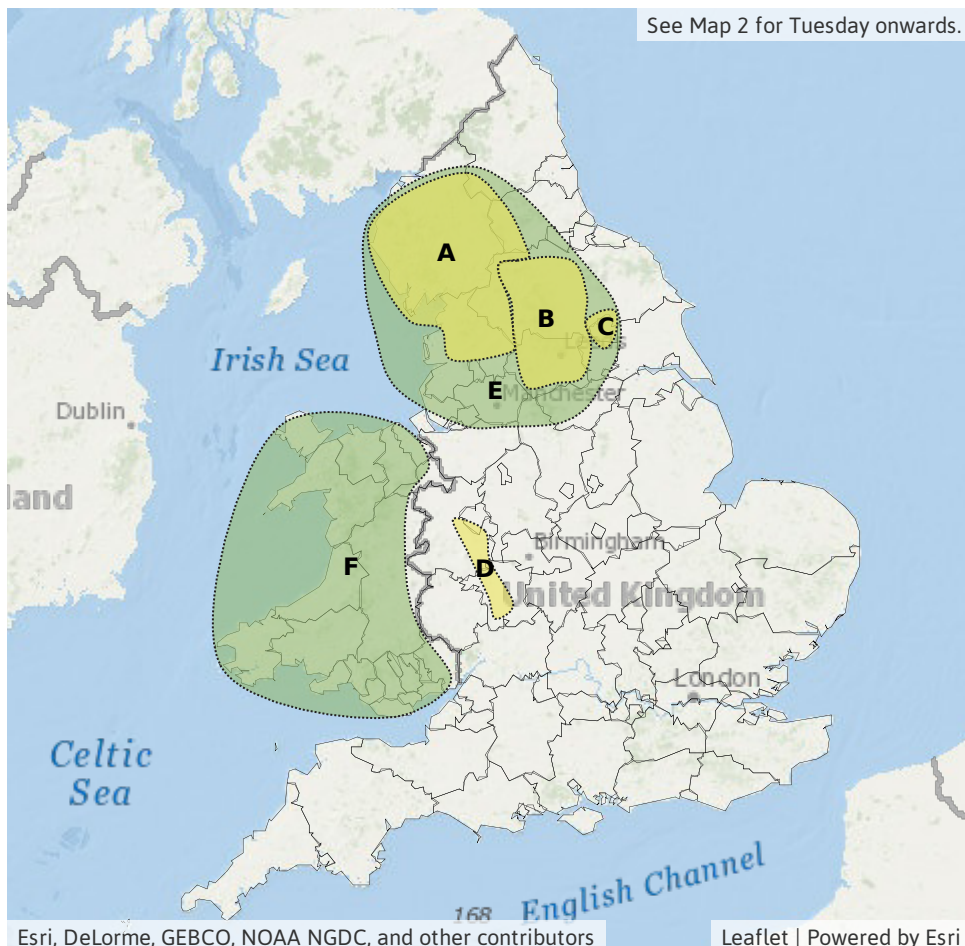 See Map 2 for Tuesday onwards.
A
B
C
Irish Sea
E
Manchester
Dublin
land
Birmingham
D
F
United Kingdom
London
Celtic
Sea
English Channel
168
Esri, DeLorme, GEBCO, NOAA NGDC, and other contributors
Leaflet | Powered by Esri